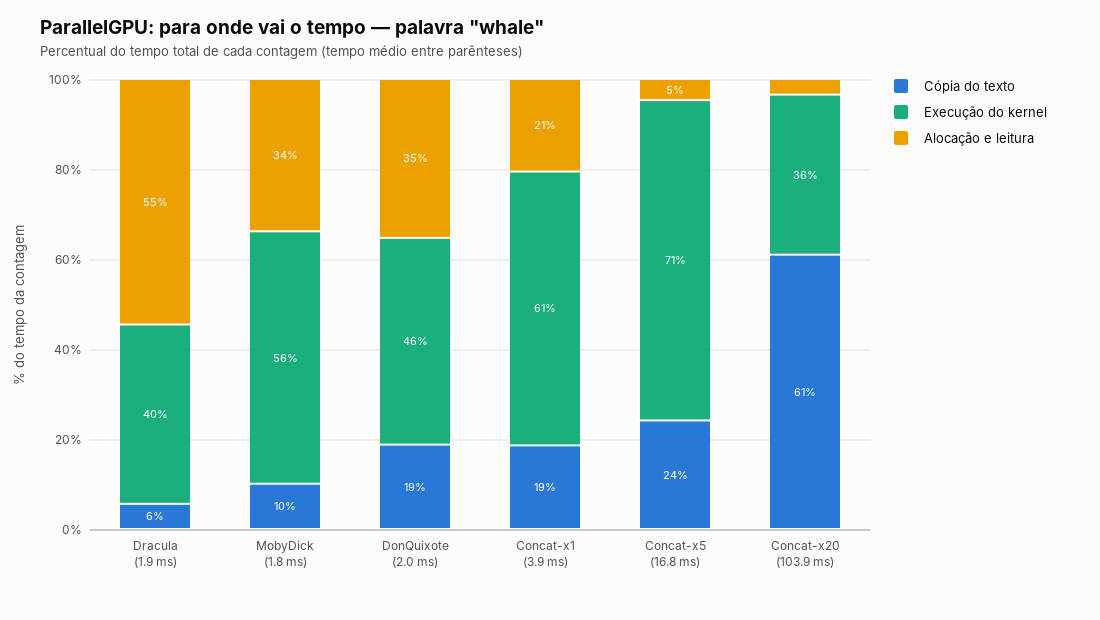 ParallelGPU: para onde vai o tempo — palavra "whale"
Percentual do tempo total de cada contagem (tempo médio entre parênteses)
% do tempo da contagem
100%
80%
60%
40%
20%
0%
55%
40%
6%
34%
56%
10%
35%
46%
19%
21%
61%
19%
5%
71%
24%
36%
61%
Dracula
(1.9 ms)
MobyDick
(1.8 ms)
DonQuixote
(2.0 ms)
Concat-x1
(3.9 ms)
Concat-x5
(16.8 ms)
Concat-x20
(103.9 ms)
Cópia do texto
Execução do kernel
Alocação e leitura